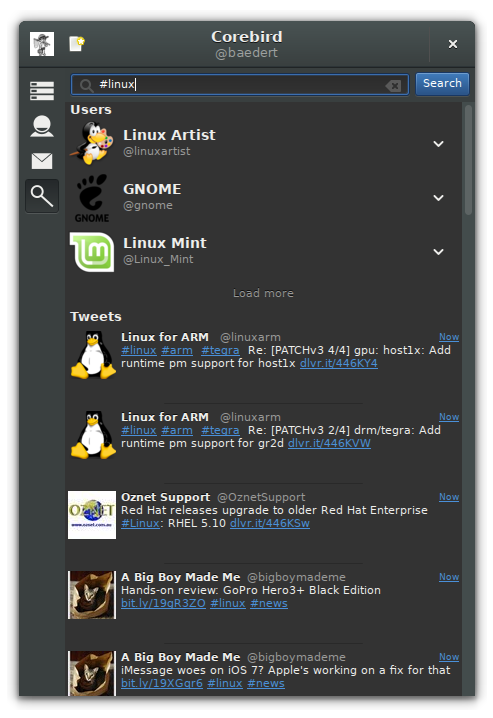 Corebird
@baedert
#linux
Search
Users
Linux Artist
@linuxartist
GNOME
GNOME
@gnome
Linux Mint
@Linux_Mint
Load more
Tweets
Linux for ARM @linuxarm Now
#linux #arm #tegra Re: [PATCHv3 4/4] gpu: host1x: Add
runtime pm support for host1x dlvr.it/446KY4
Linux for ARM @linuxarm Now
#linux #arm #tegra Re: [PATCHv3 2/4] drm/tegra: Add
runtime pm support for gr2d dlvr.it/446KVW
OZNET
www.oznet.com.au
Oznet Support @OznetSupport Now
Red Hat releases upgrade to older Red Hat Enterprise
#Linux: RHEL 5.10 dlvr.it/446KSw
A Big Boy Made Me @bigboymademe Now
Hands-on review: GoPro Hero3+ Black Edition
bit.ly/19gR3ZO #linux #news
A Big Boy Made Me @bigboymademe Now
iMessage woes on iOS 7? Apple's working on a fix for that
bit.ly/19XGgr6 #linux #news